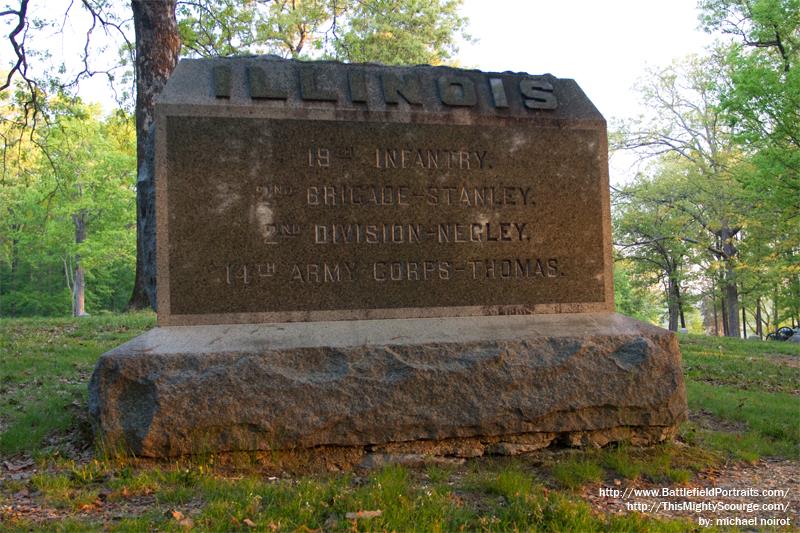 ILLINOIS
19TH INFANTRY.
2ND BRIGADE-STANLEY.
2ND DIVISION-NEGLEY.
14TH ARMY CORPS-THOMAS.
http://www.BattlefieldPortraits.com/
http://ThisMightyScourge.com/
by: michael noirot